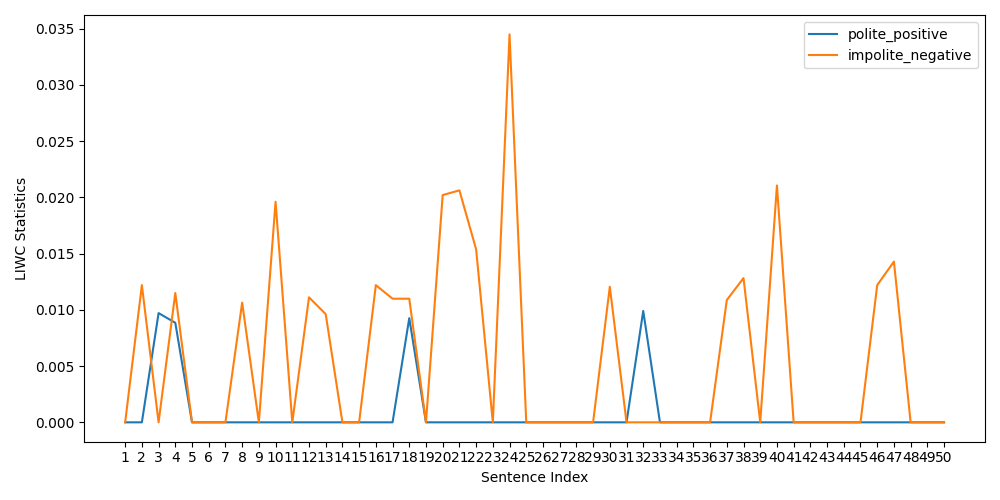 polite_positive
impolite_negative
0.035
0.030
0.025
0.020
0.015
0.010
0.005
0.000
LIWC Statistics
1 2 3 4 5 6 7 8 9 10 11 12 13 14 15 16 17 18 19 20 21 22 23 24 25 26 27 28 29 30 31 32 33 34 35 36 37 38 39 40 41 42 43 44 45 46 47 48 49 50
Sentence Index